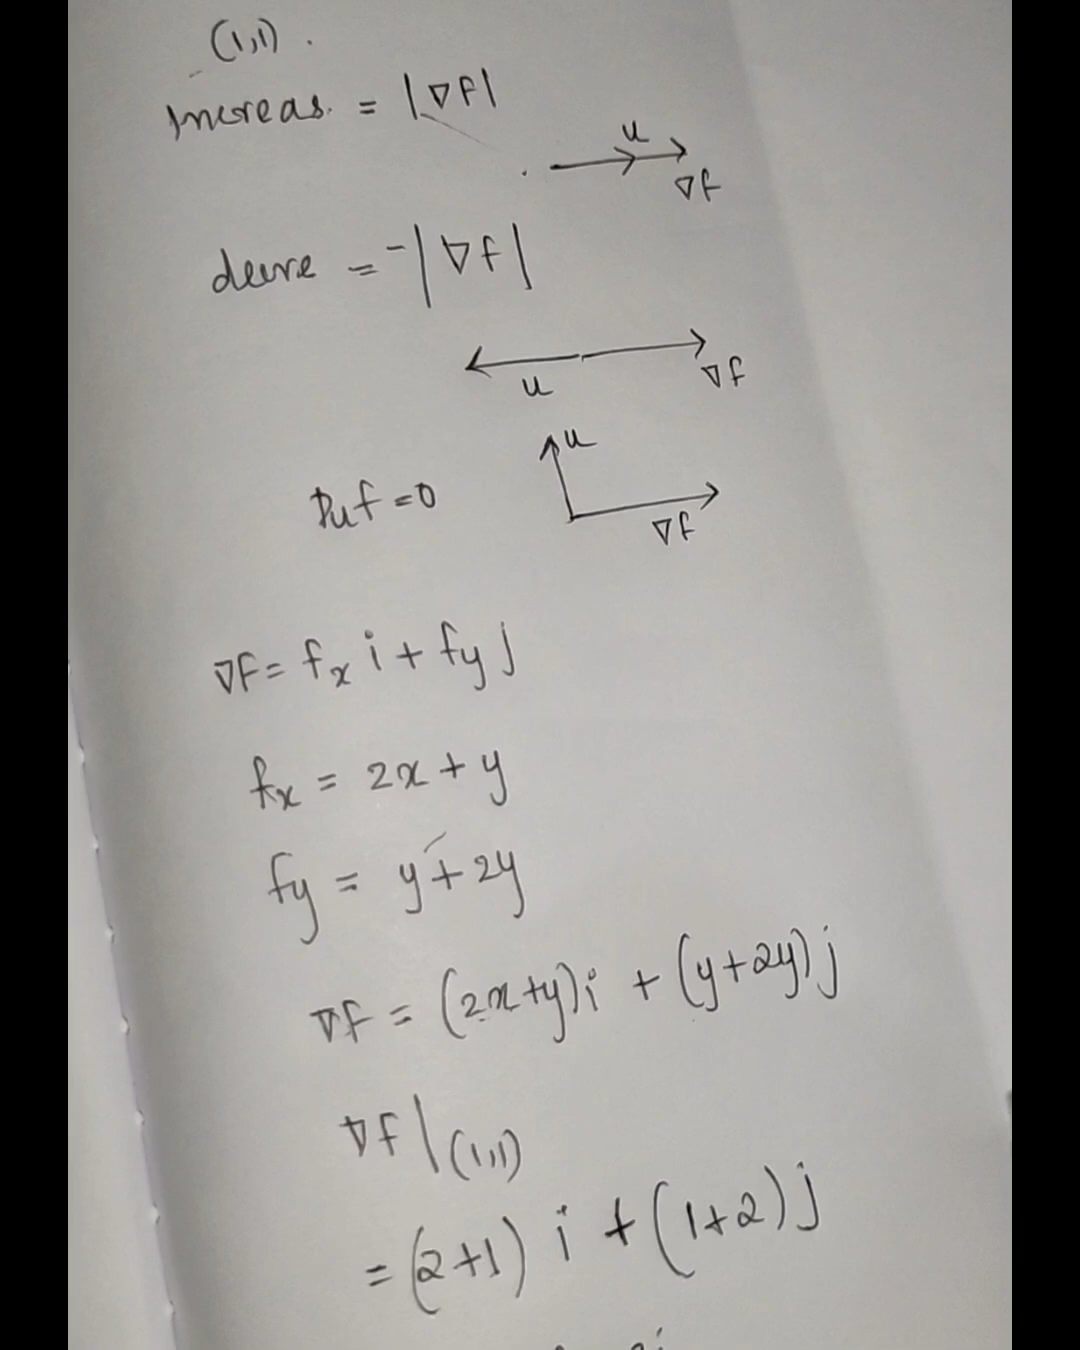 (1,1).
Increas. = |∇f|
u
∇f
decre = -|∇f|
u
∇f
u
Duf=0
∇f
∇f= fx i + fy j
fx = 2x + y
fy = y + 2y
∇f = (2x+y)i + (y+2y)j
∇f|(1,1)
= (2+1) i + (1+2) j